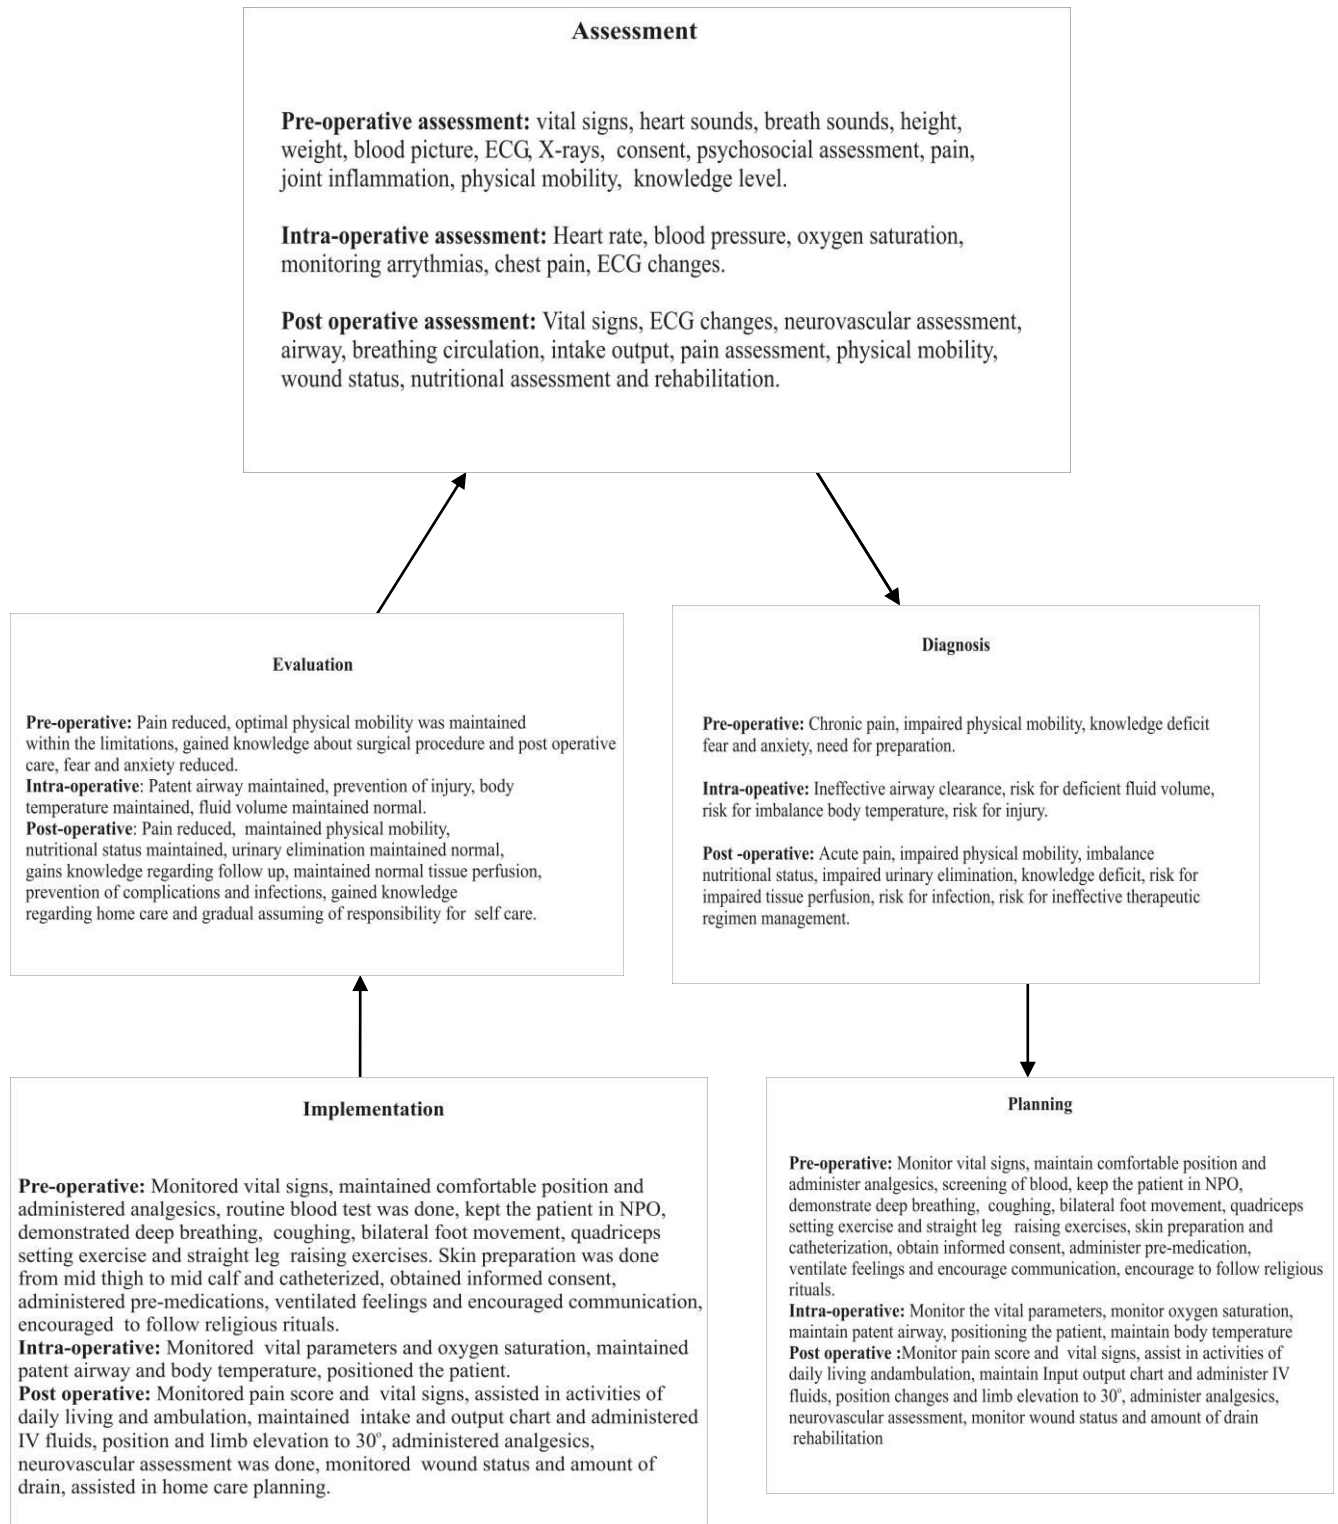 Assessment
Pre-operative assessment: vital signs, heart sounds, breath sounds, height,
weight, blood picture, ECG, X-rays, consent, psychosocial assessment, pain,
joint inflammation, physical mobility, knowledge level.
Intra-operative assessment: Heart rate, blood pressure, oxygen saturation,
monitoring arrythmias, chest pain, ECG changes.
Post operative assessment: Vital signs, ECG changes, neurovascular assessment,
airway, breathing circulation, intake output, pain assessment, physical mobility,
wound status, nutritional assessment and rehabilitation.
Evaluation
Pre-operative: Pain reduced, optimal physical mobility was maintained
within the limitations, gained knowledge about surgical procedure and post operative
care, fear and anxiety reduced.
Intra-operative: Patent airway maintained, prevention of injury, body
temperature maintained, fluid volume maintained normal.
Post-operative: Pain reduced, maintained physical mobility,
nutritional status maintained, urinary elimination maintained normal,
gains knowledge regarding follow up, maintained normal tissue perfusion,
prevention of complications and infections, gained knowledge
regarding home care and gradual assuming of responsibility for self care.
Diagnosis
Pre-operative: Chronic pain, impaired physical mobility, knowledge deficit
fear and anxiety, need for preparation.
Intra-opeative: Ineffective airway clearance, risk for deficient fluid volume,
risk for imbalance body temperature, risk for injury.
Post -operative: Acute pain, impaired physical mobility, imbalance
nutritional status, impaired urinary elimination, knowledge deficit, risk for
impaired tissue perfusion, risk for infection, risk for ineffective therapeutic
regimen management.
Implementation
Pre-operative: Monitored vital signs, maintained comfortable position and
administered analgesics, routine blood test was done, kept the patient in NPO,
demonstrated deep breathing, coughing, bilateral foot movement, quadriceps
setting exercise and straight leg raising exercises. Skin preparation was done
from mid thigh to mid calf and catheterized, obtained informed consent,
administered pre-medications, ventilated feelings and encouraged communication,
encouraged to follow religious rituals.
Intra-operative: Monitored vital parameters and oxygen saturation, maintained
patent airway and body temperature, positioned the patient.
Post operative: Monitored pain score and vital signs, assisted in activities of
daily living and ambulation, maintained intake and output chart and administered
IV fluids, position and limb elevation to 30°, administered analgesics,
neurovascular assessment was done, monitored wound status and amount of
drain, assisted in home care planning.
Planning
Pre-operative: Monitor vital signs, maintain comfortable position and
administer analgesics, screening of blood, keep the patient in NPO,
demonstrate deep breathing, coughing, bilateral foot movement, quadriceps
setting exercise and straight leg raising exercises, skin preparation and
catheterization, obtain informed consent, administer pre-medication,
ventilate feelings and encourage communication, encourage to follow religious
rituals.
Intra-operative: Monitor the vital parameters, monitor oxygen saturation,
maintain patent airway, positioning the patient, maintain body temperature
Post operative :Monitor pain score and vital signs, assist in activities of
daily living andambulation, maintain Input output chart and administer IV
fluids, position changes and limb elevation to 30°, administer analgesics,
neurovascular assessment, monitor wound status and amount of drain
rehabilitation